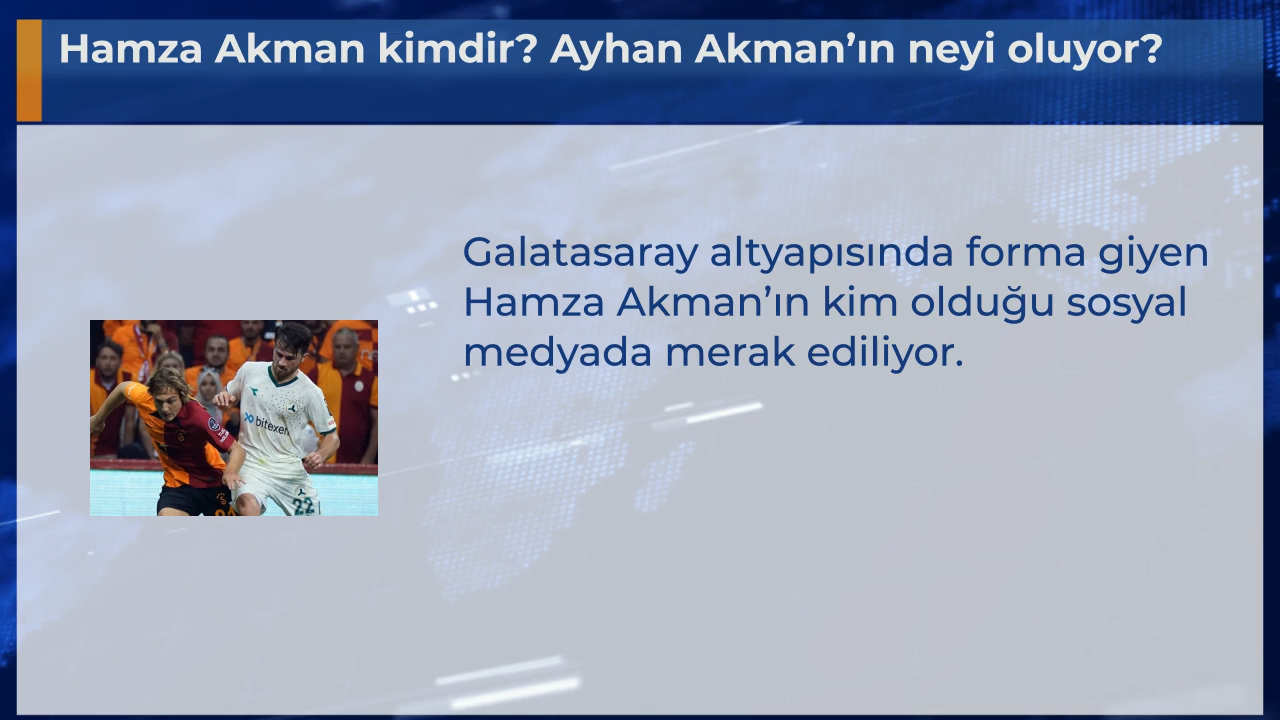 Hamza Akman kimdir? Ayhan Akman’ın neyi oluyor?
Galatasaray altyapısında forma giyen
Hamza Akman’ın kim olduğu sosyal
medyada merak ediliyor.
bitexen
22